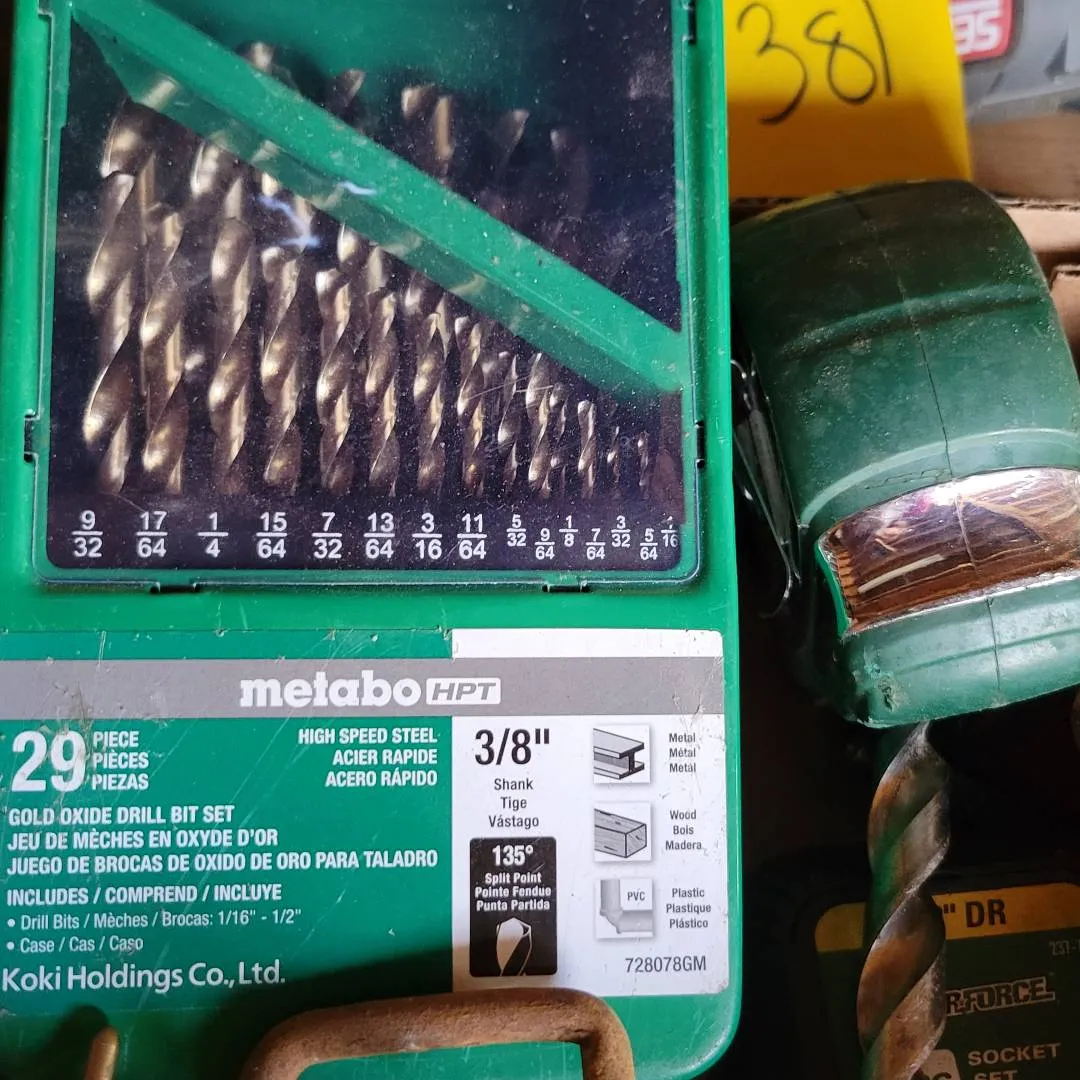 381
9/32 17/64 1/4 15/64 7/32 13/64 3/16 11/64 5/32 9/64 1/8 7/64 3/32 5/64 1/16
metabo HPT
29 PIECE
PIÈCES
PIEZAS
HIGH SPEED STEEL
ACIER RAPIDE
ACERO RÁPIDO
GOLD OXIDE DRILL BIT SET
JEU DE MÈCHES EN OXYDE D'OR
JUEGO DE BROCAS DE ÓXIDO DE ORO PARA TALADRO
INCLUDES / COMPREND / INCLUYE
• Drill Bits / Mèches / Brocas: 1/16" - 1/2"
• Case / Cas / Caso
Koki Holdings Co., Ltd.
3/8"
Shank
Tige
Vástago
135°
Split Point
Pointe Fendue
Punta Partida
Metal
Métal
Metal
Wood
Bois
Madera
PVC
Plastic
Plastique
Plástico
728078GM
" DR
R-FORCE
SOCKET
SET